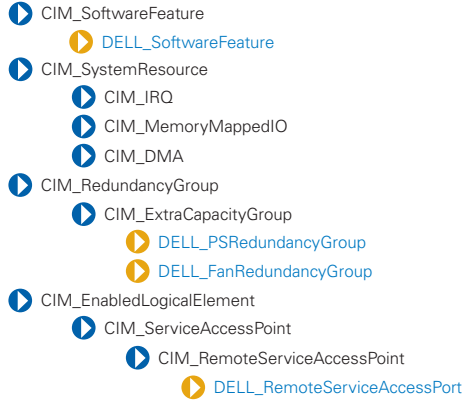 CIM_SoftwareFeature
DELL_SoftwareFeature
CIM_SystemResource
CIM_IRQ
CIM_MemoryMappedIO
CIM_DMA
CIM_RedundancyGroup
CIM_ExtraCapacityGroup
DELL_PSRedundancyGroup
DELL_FanRedundancyGroup
CIM_EnabledLogicalElement
CIM_ServiceAccessPoint
CIM_RemoteServiceAccessPoint
DELL_RemoteServiceAccessPort